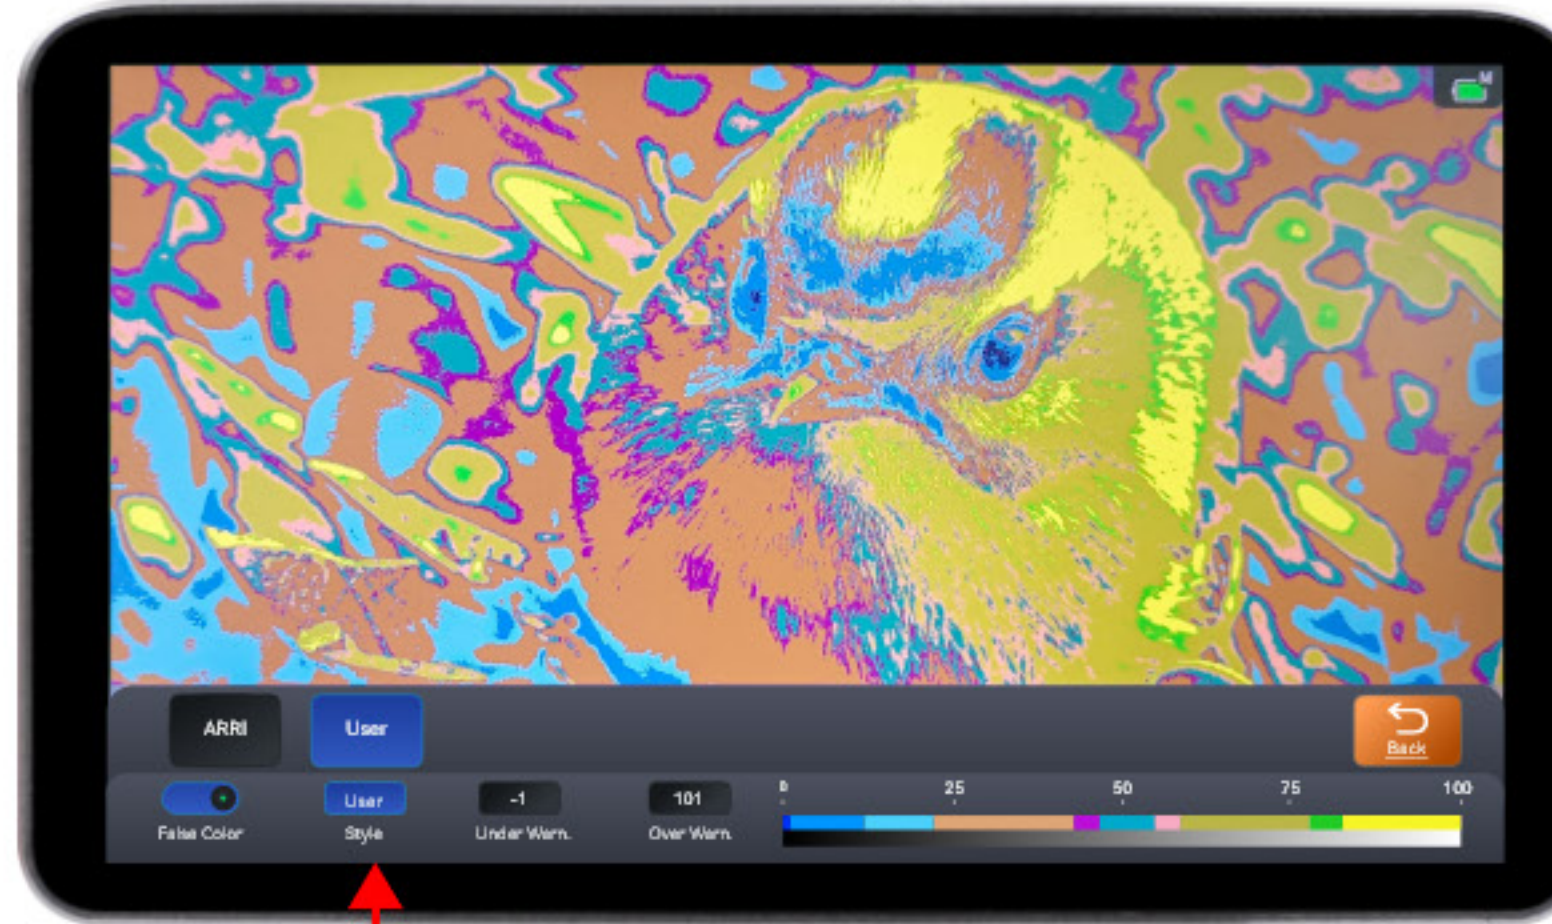 M
ARRI
User
Back
User
-1
101
0
25
50
75
100
False Color
Style
Under Warn.
Over Warn.